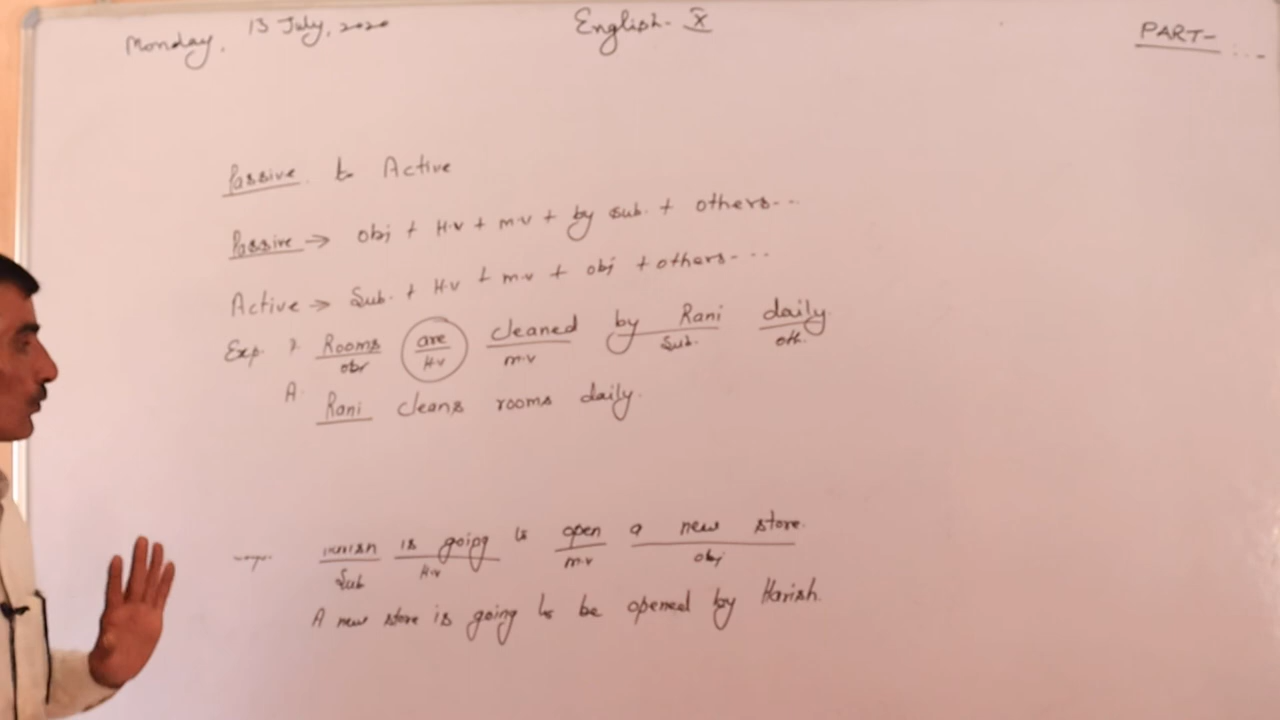 Monday, 13 July, 2020
English - X
PART-
Passive to Active
Passive → obj + H.v + m.v + by sub. + others...
Active → Sub. + H.v + m.v + obj + others...
Exp. Rooms are cleaned by Rani daily.
obj H.v m.v Sub. oth.
A. Rani cleans rooms daily.
is going to open a new store.
Sub H.v m.v obj
A new store is going to be opened by Harish.